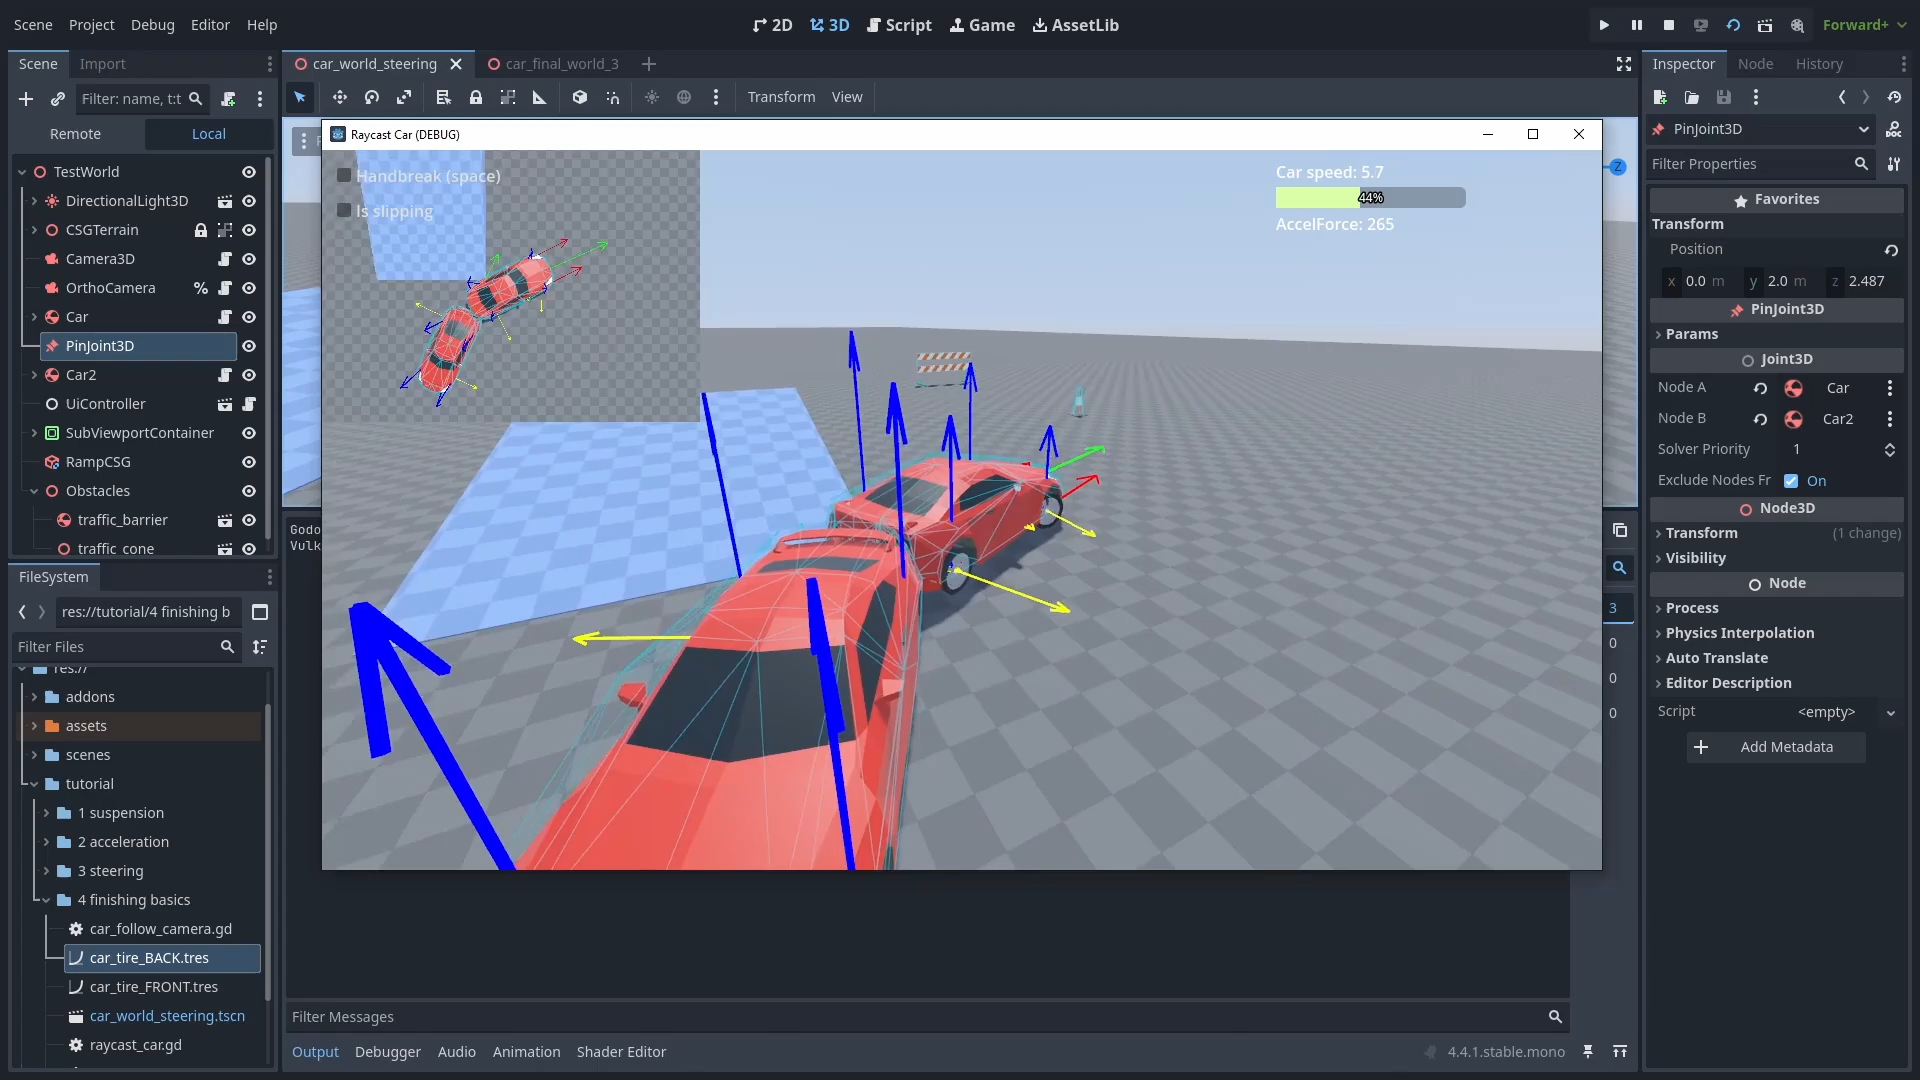 Scene Project Debug Editor Help
2D 3D Script Game AssetLib
Forward+
Scene Import
car_world_steering car_final_world_3
Inspector Node History
Filter: name, t:t
Transform View
Remote Local
Raycast Car (DEBUG)
PinJoint3D
Filter Properties
Handbreak (space)
Is slipping
Car speed: 5.7
44%
AccelForce: 265
Z
TestWorld
DirectionalLight3D
CSGTerrain
Camera3D
OrthoCamera
Car
PinJoint3D
Car2
UiController
SubViewportContainer
RampCSG
Obstacles
traffic_barrier
traffic_cone
Favorites
Transform
Position
x 0.0 m y 2.0 m z 2.487
PinJoint3D
Params
Joint3D
Node A Car
Node B Car2
Solver Priority 1
Exclude Nodes Fr On
Node3D
Transform (1 change)
Visibility
Node
Process
Physics Interpolation
Auto Translate
Editor Description
Script <empty>
Add Metadata
Godo
Vulk
3
0
0
0
FileSystem
res://tutorial/4 finishing b
Filter Files
res://
addons
assets
scenes
tutorial
1 suspension
2 acceleration
3 steering
4 finishing basics
car_follow_camera.gd
car_tire_BACK.tres
car_tire_FRONT.tres
car_world_steering.tscn
raycast_car.gd
Filter Messages
Output Debugger Audio Animation Shader Editor
4.4.1.stable.mono